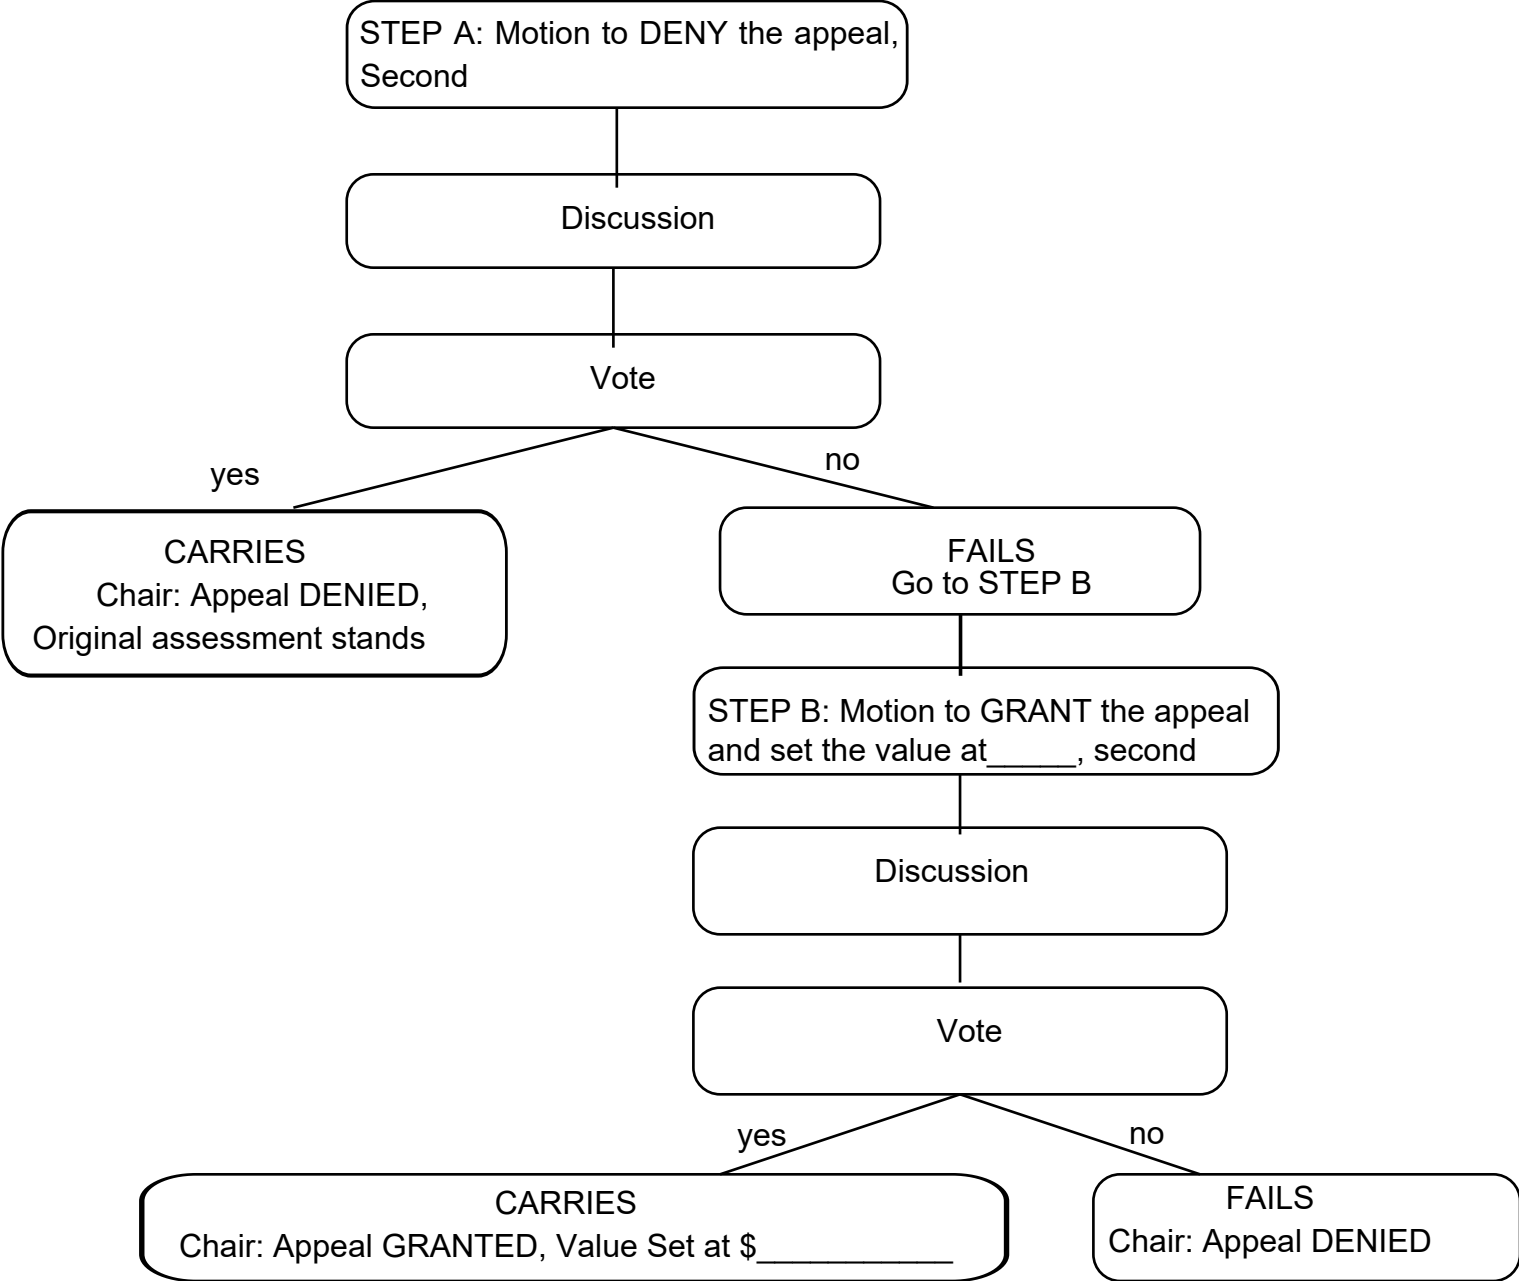 STEP A: Motion to DENY the appeal,
Second
Discussion
Vote
yes
no
CARRIES
Chair: Appeal DENIED,
Original assessment stands
FAILS
Go to STEP B
STEP B: Motion to GRANT the appeal
and set the value at_____, second
Discussion
Vote
yes
no
CARRIES
Chair: Appeal GRANTED, Value Set at $___________
FAILS
Chair: Appeal DENIED